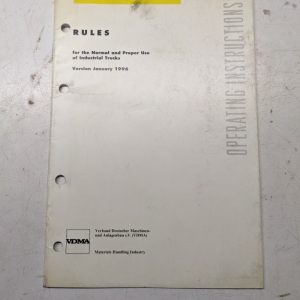 RULES
for the Normal and Proper Use
of Industrial Trucks
Version January 1996
OPERATING INSTRUCTIONS
VDMA
Verband Deutscher Maschinen-
und Anlagenbau e.V. (VDMA)
Materials Handling Industry